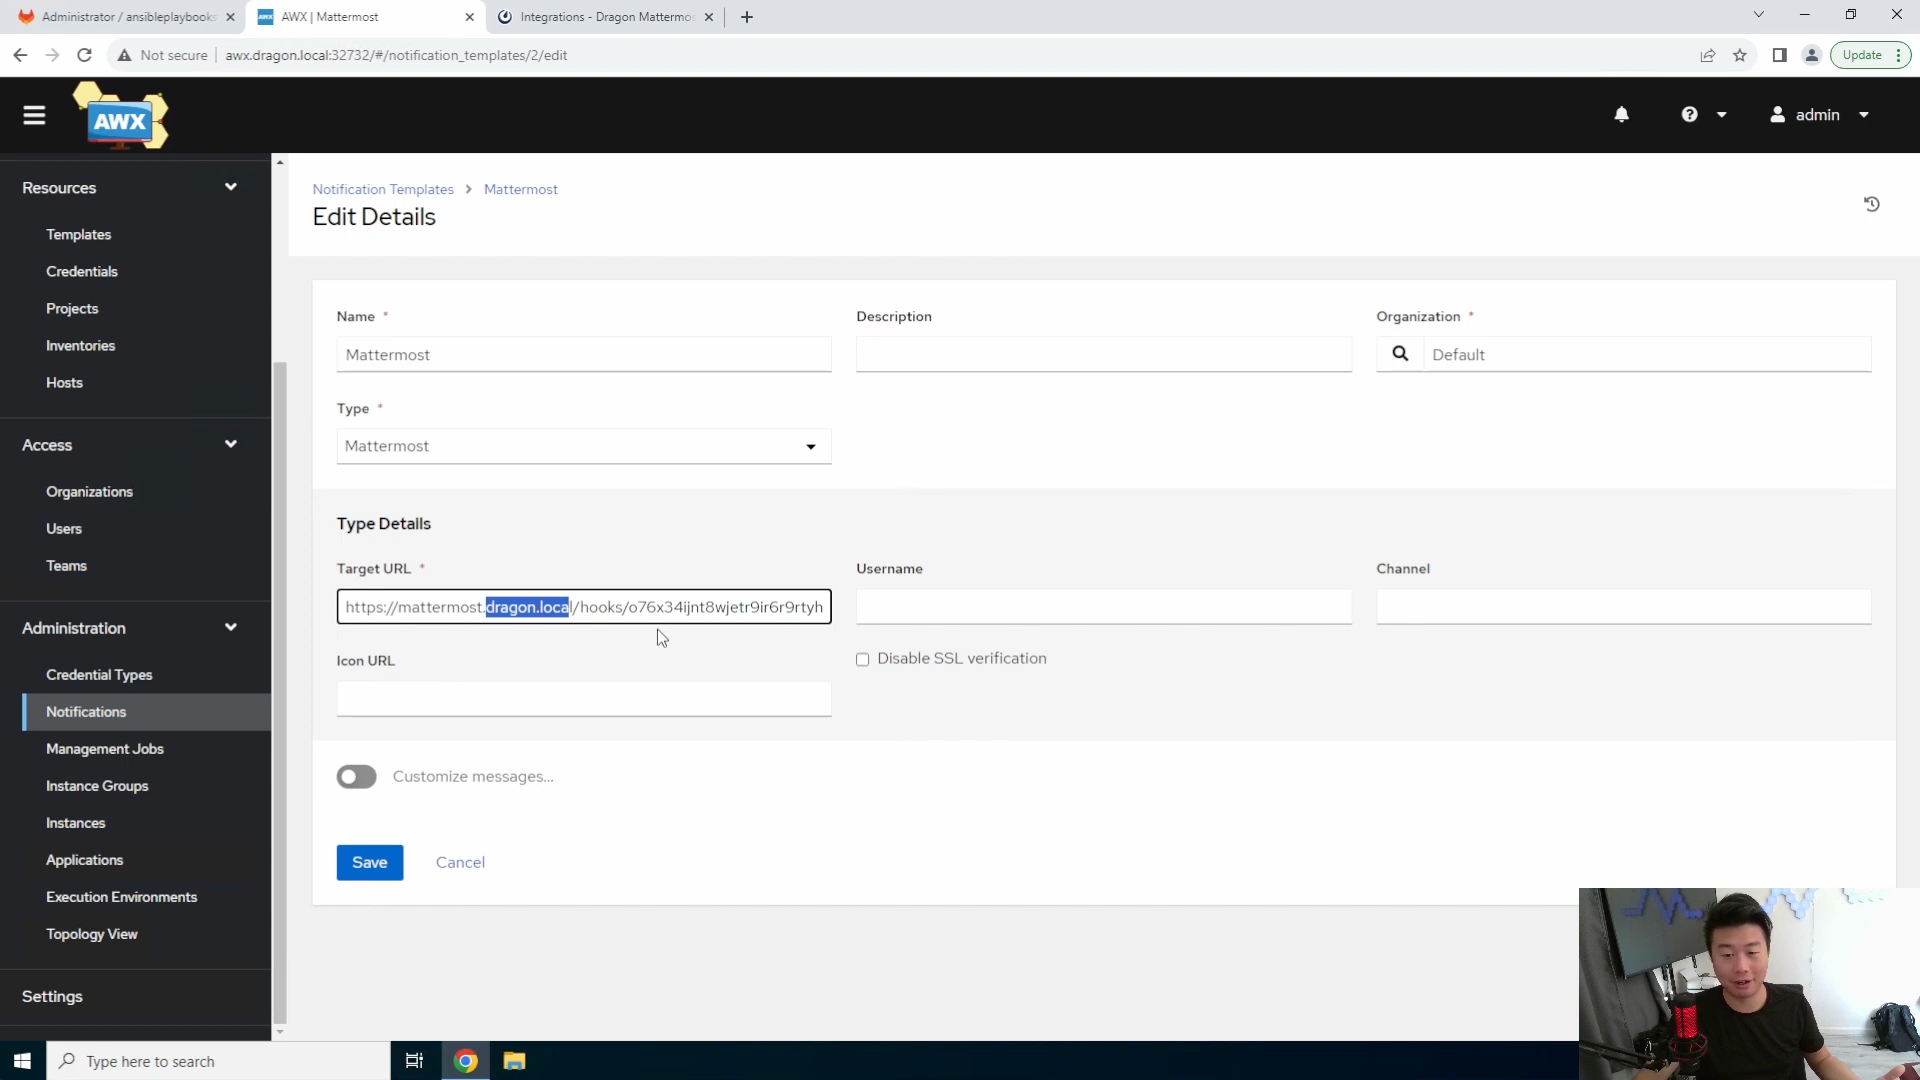 Administrator / ansibleplaybooks
AWX | Mattermost
Integrations - Dragon Mattermos
Not secure
awx.dragon.local:32732/#/notification_templates/2/edit
Update
AWX
admin
Resources
Templates
Credentials
Projects
Inventories
Hosts
Access
Organizations
Users
Teams
Administration
Credential Types
Notifications
Management Jobs
Instance Groups
Instances
Applications
Execution Environments
Topology View
Settings
Notification Templates > Mattermost
Edit Details
Name *
Mattermost
Description
Organization *
Default
Type *
Mattermost
Type Details
Target URL *
https://mattermost.dragon.local/hooks/o76x34ijnt8wjetr9ir6r9rtyh
Username
Channel
Icon URL
Disable SSL verification
Customize messages...
Save
Cancel
Type here to search